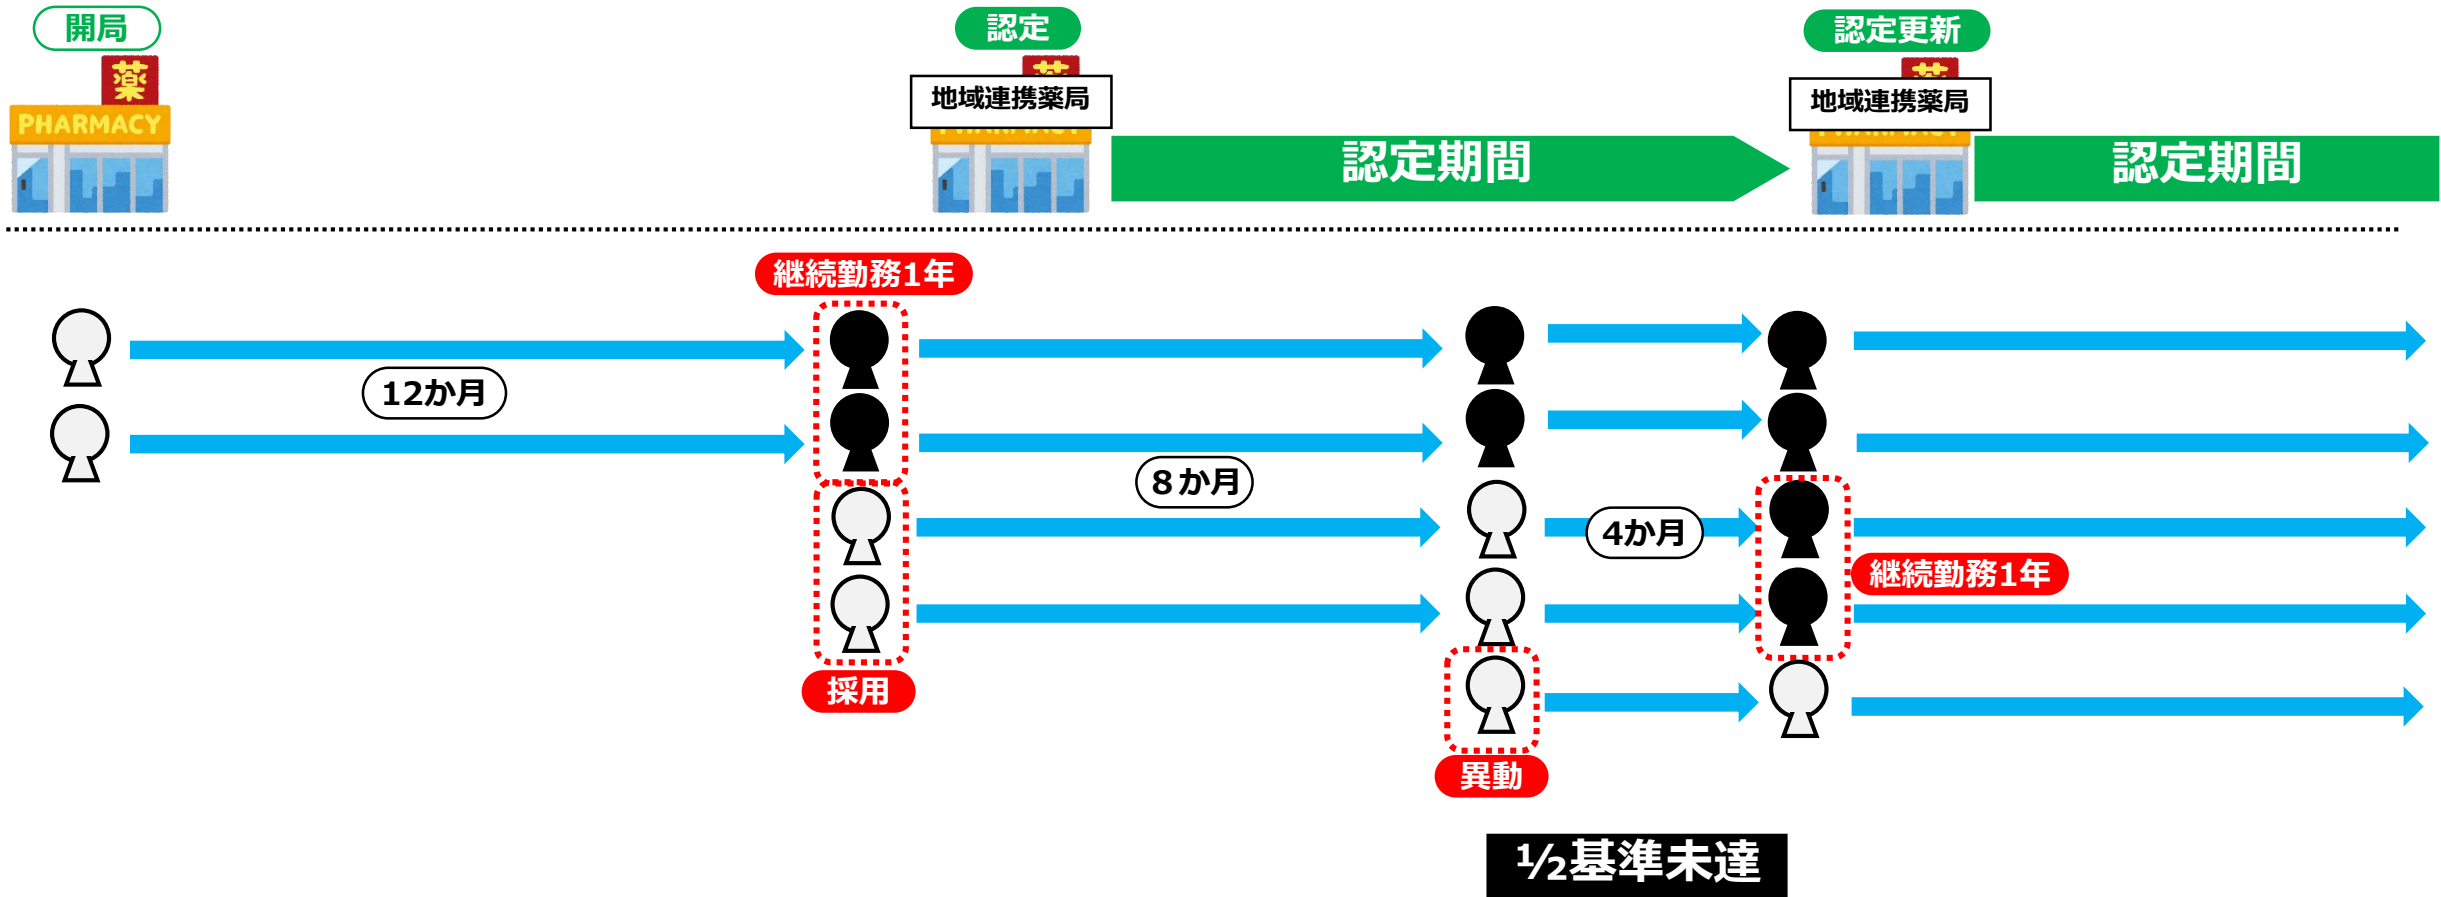 開局
認定
認定更新
薬
PHARMACY
地域連携薬局
地域連携薬局
認定期間
認定期間
継続勤務1年
12か月
8か月
4か月
継続勤務1年
採用
異動
½基準未達